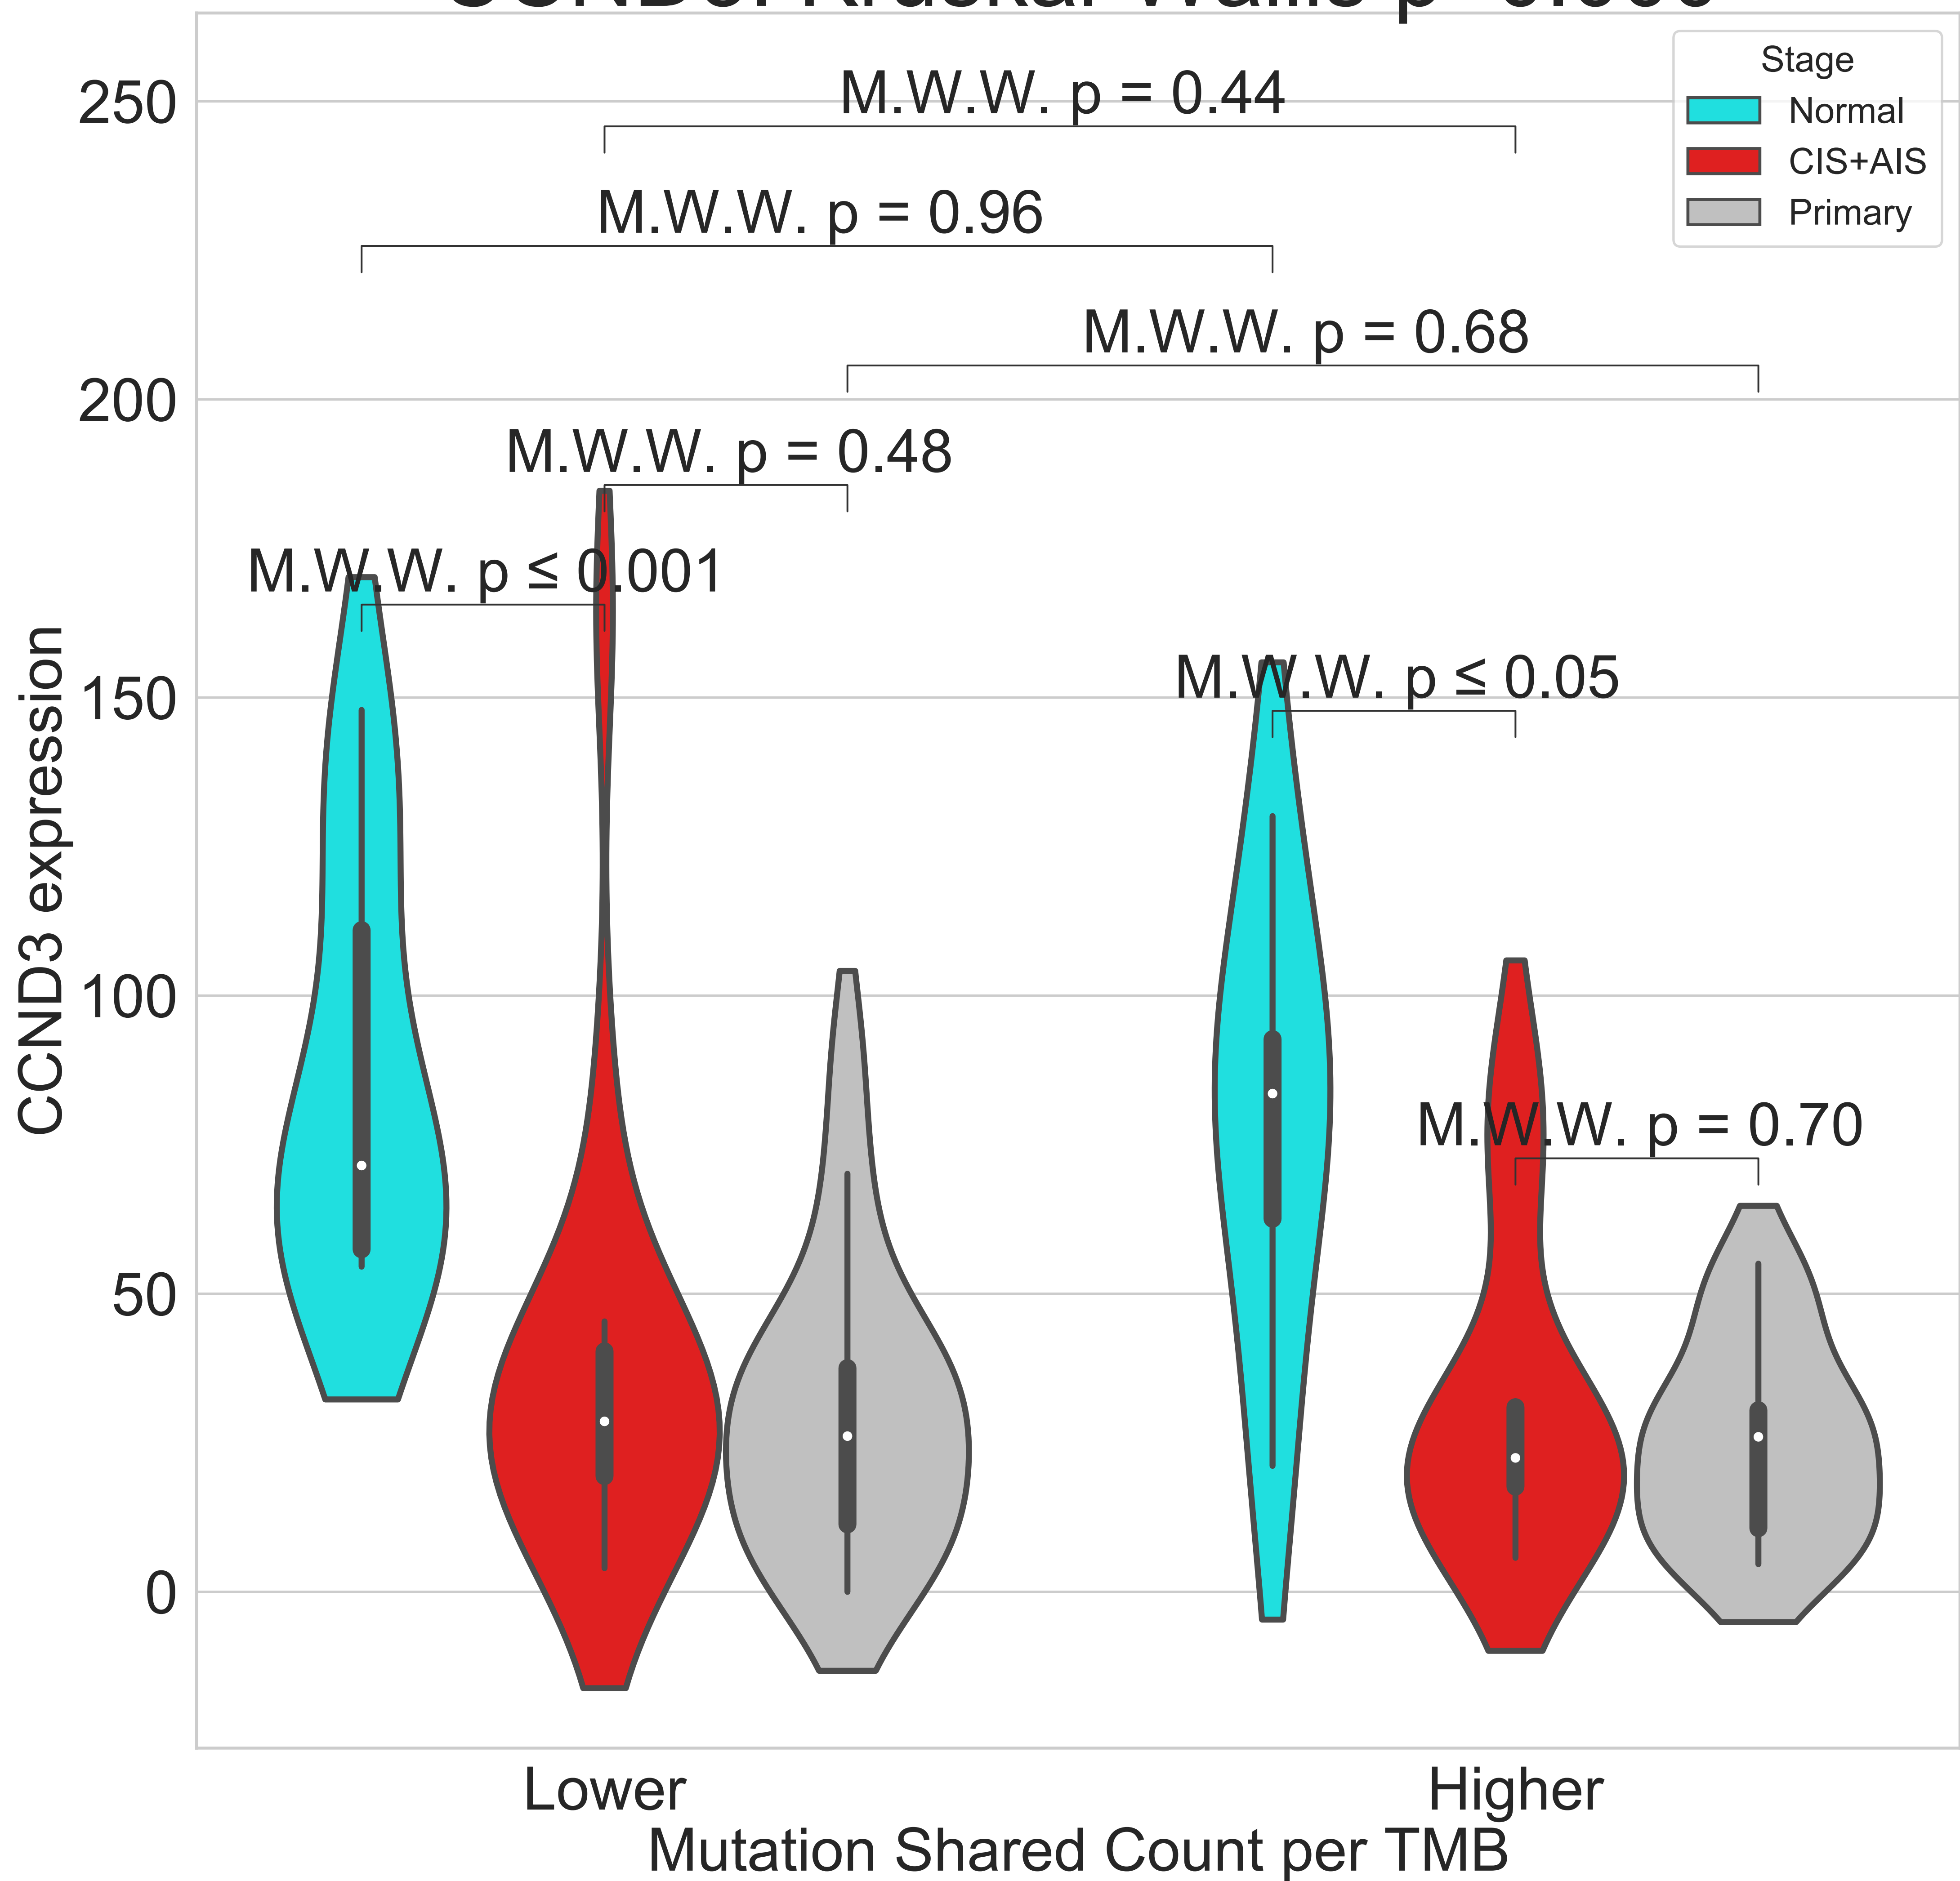 250
200
150
100
50
0
CCND3 expression
M.W.W. p = 0.44
M.W.W. p = 0.96
M.W.W. p = 0.68
M.W.W. p = 0.48
M.W.W. p ≤ 0.001
M.W.W. p ≤ 0.05
M.W.W. p = 0.70
Stage
Normal
CIS+AIS
Primary
Lower
Higher
Mutation Shared Count per TMB